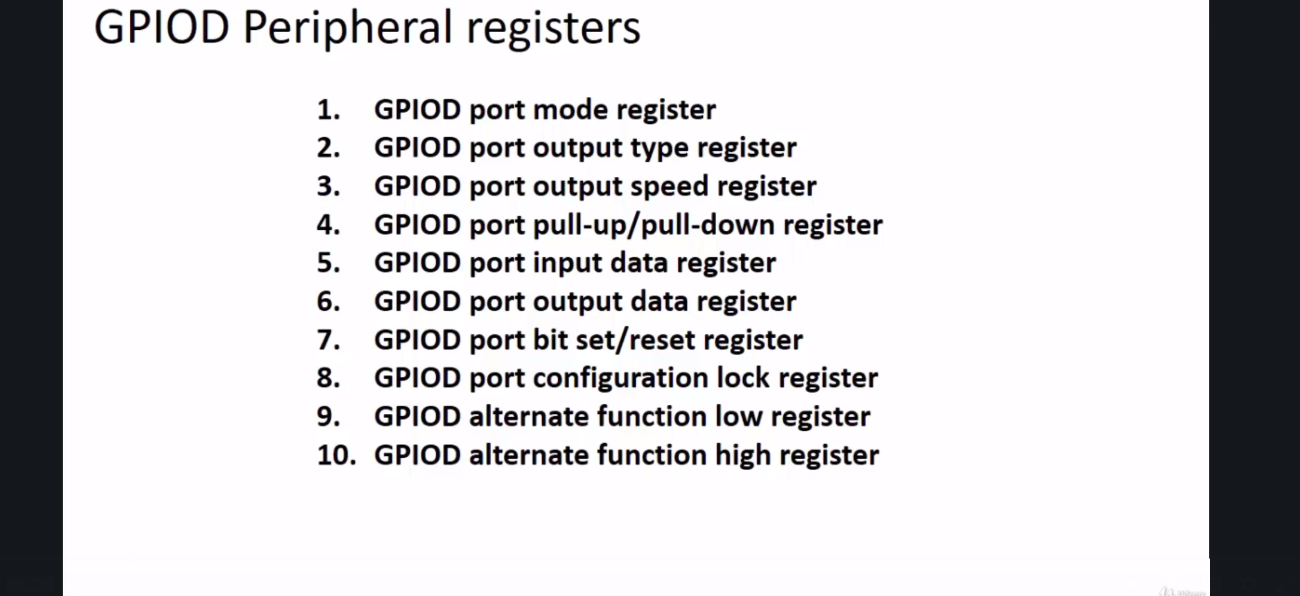 GPIOD Peripheral registers
1. GPIOD port mode register
2. GPIOD port output type register
3. GPIOD port output speed register
4. GPIOD port pull-up/pull-down register
5. GPIOD port input data register
6. GPIOD port output data register
7. GPIOD port bit set/reset register
8. GPIOD port configuration lock register
9. GPIOD alternate function low register
10. GPIOD alternate function high register